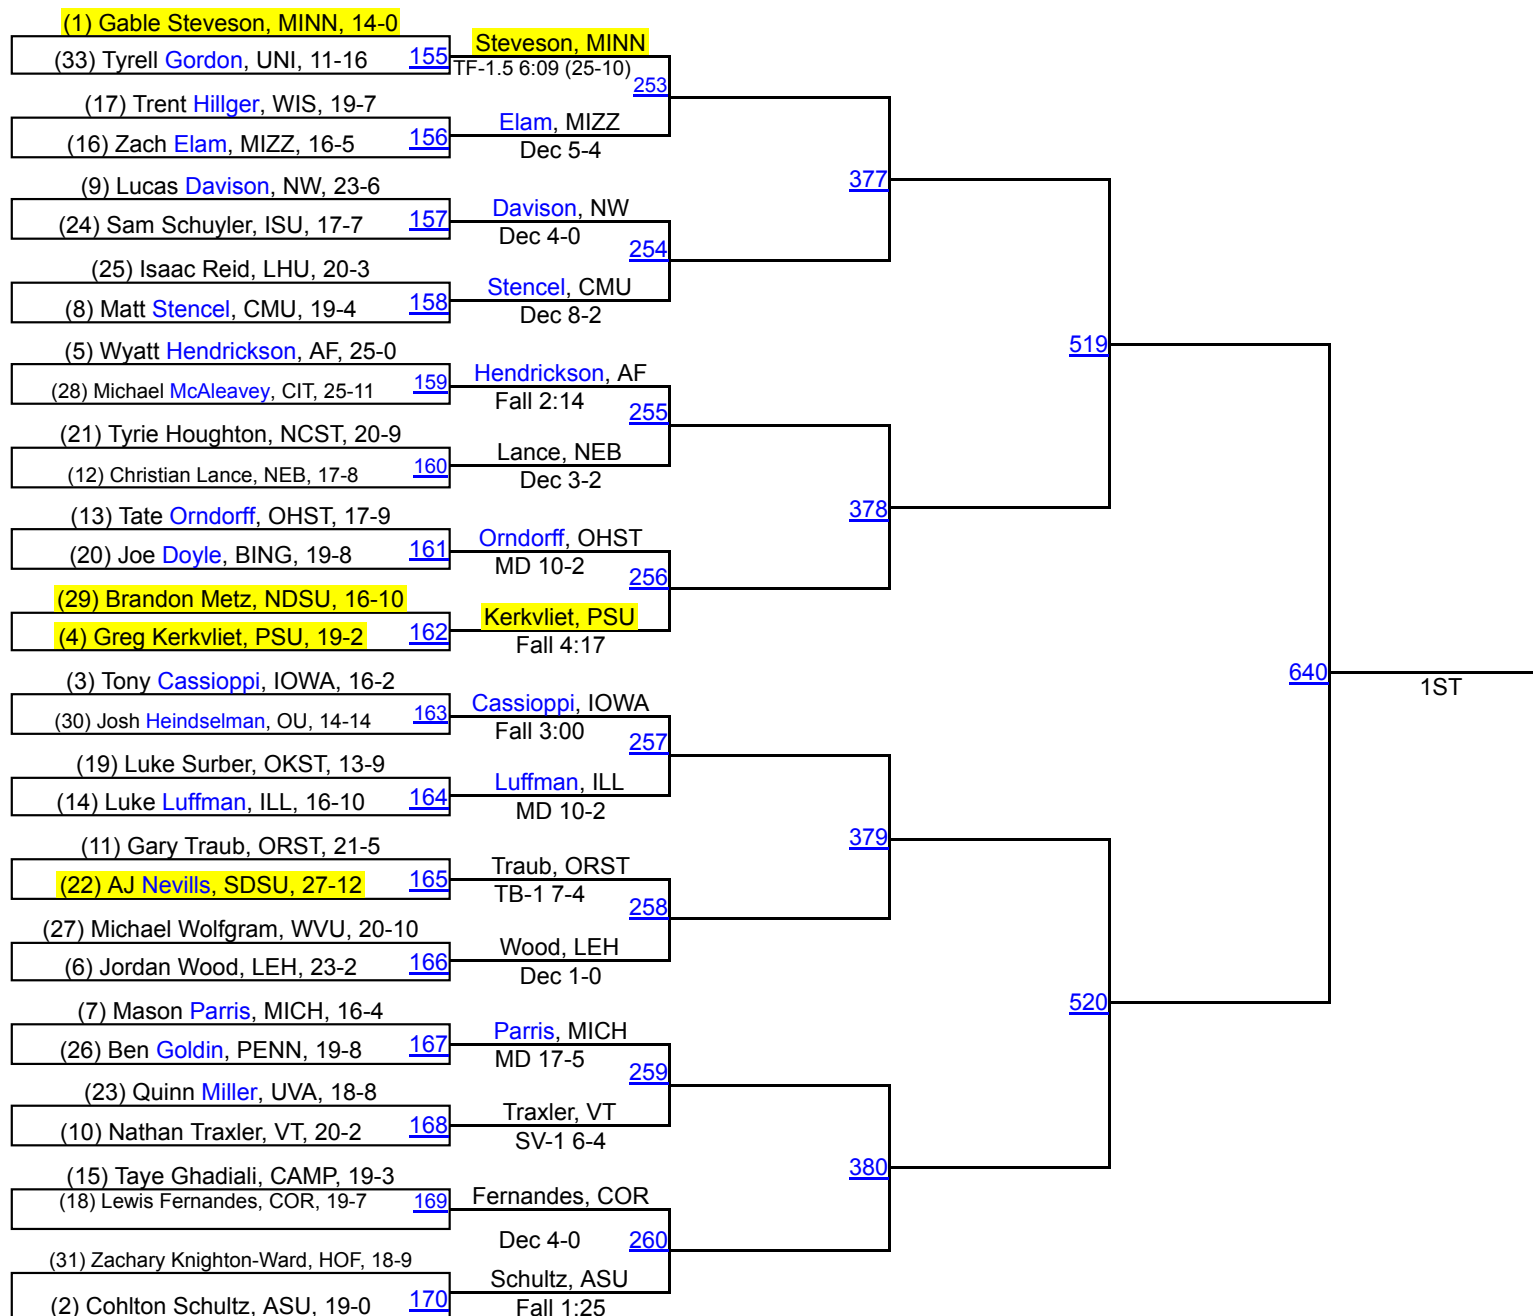 (1) Gable Steveson, MINN, 14-0
(33) Tyrell Gordon, UNI, 11-16
155
Steveson, MINN
TF-1.5 6:09 (25-10)
253
(17) Trent Hillger, WIS, 19-7
(16) Zach Elam, MIZZ, 16-5
156
Elam, MIZZ
Dec 5-4
377
(9) Lucas Davison, NW, 23-6
(24) Sam Schuyler, ISU, 17-7
157
Davison, NW
Dec 4-0
254
(25) Isaac Reid, LHU, 20-3
(8) Matt Stencel, CMU, 19-4
158
Stencel, CMU
Dec 8-2
519
(5) Wyatt Hendrickson, AF, 25-0
(28) Michael McAleavey, CIT, 25-11
159
Hendrickson, AF
Fall 2:14
255
(21) Tyrie Houghton, NCST, 20-9
(12) Christian Lance, NEB, 17-8
160
Lance, NEB
Dec 3-2
378
(13) Tate Orndorff, OHST, 17-9
(20) Joe Doyle, BING, 19-8
161
Orndorff, OHST
MD 10-2
256
(29) Brandon Metz, NDSU, 16-10
(4) Greg Kerkvliet, PSU, 19-2
162
Kerkvliet, PSU
Fall 4:17
640
1ST
(3) Tony Cassioppi, IOWA, 16-2
(30) Josh Heindselman, OU, 14-14
163
Cassioppi, IOWA
Fall 3:00
257
(19) Luke Surber, OKST, 13-9
(14) Luke Luffman, ILL, 16-10
164
Luffman, ILL
MD 10-2
379
(11) Gary Traub, ORST, 21-5
(22) AJ Nevills, SDSU, 27-12
165
Traub, ORST
TB-1 7-4
258
(27) Michael Wolfgram, WVU, 20-10
(6) Jordan Wood, LEH, 23-2
166
Wood, LEH
Dec 1-0
520
(7) Mason Parris, MICH, 16-4
(26) Ben Goldin, PENN, 19-8
167
Parris, MICH
MD 17-5
259
(23) Quinn Miller, UVA, 18-8
(10) Nathan Traxler, VT, 20-2
168
Traxler, VT
SV-1 6-4
380
(15) Taye Ghadiali, CAMP, 19-3
(18) Lewis Fernandes, COR, 19-7
169
Fernandes, COR
Dec 4-0
260
(31) Zachary Knighton-Ward, HOF, 18-9
(2) Cohlton Schultz, ASU, 19-0
170
Schultz, ASU
Fall 1:25